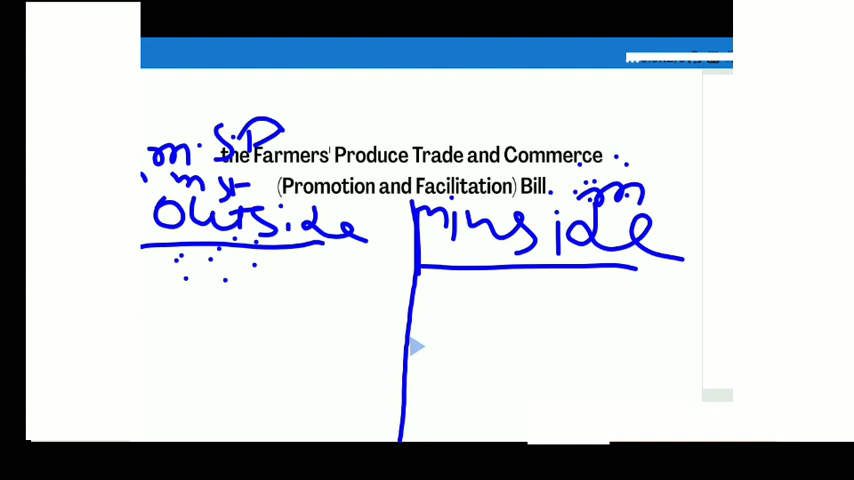 m. S.P
the Farmers' Produce Trade and Commerce
(Promotion and Facilitation) Bill.
outside
inside